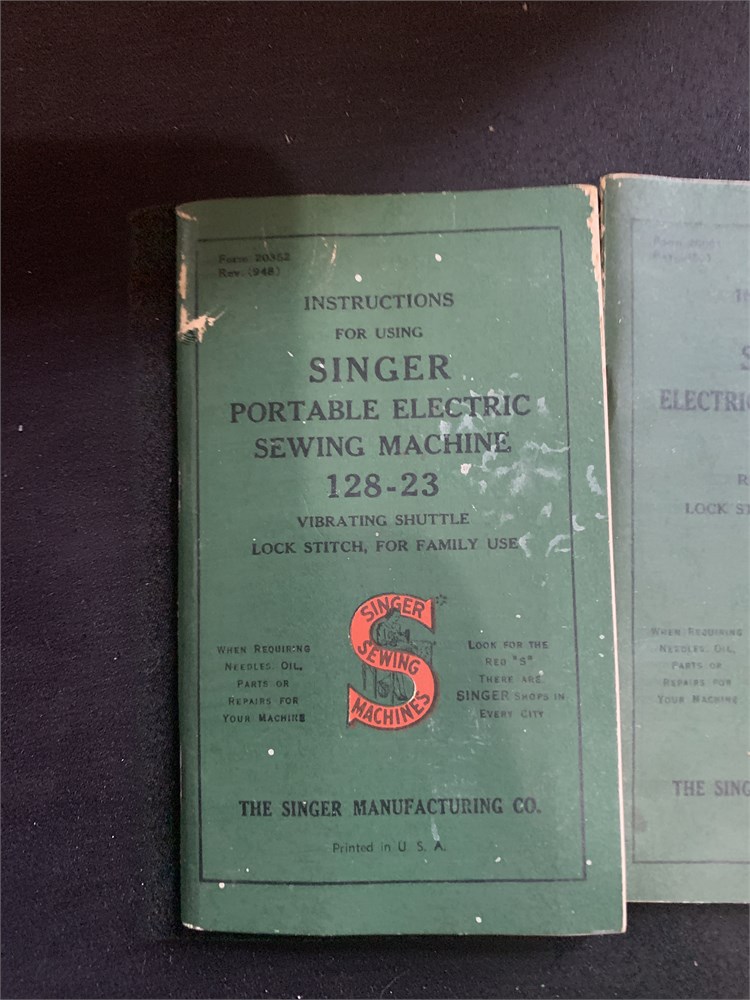 Form 20362
Rev. (948)
INSTRUCTIONS
FOR USING
SINGER
PORTABLE ELECTRIC
SEWING MACHINE
128-23
VIBRATING SHUTTLE
LOCK STITCH, FOR FAMILY USE
SINGER
SEWING
MACHINES
WHEN REQUIRING
NEEDLES, OIL,
PARTS OR
REPAIRS FOR
YOUR MACHINE
LOOK FOR THE
RED "S"
THERE ARE
SINGER SHOPS IN
EVERY CITY
THE SINGER MANUFACTURING CO.
Printed in U. S. A.
ELECTRIC
LOCK ST
WHEN REQUIRING
NEEDLES, OIL,
PARTS OR
REPAIRS FOR
YOUR MACHINE
THE SING